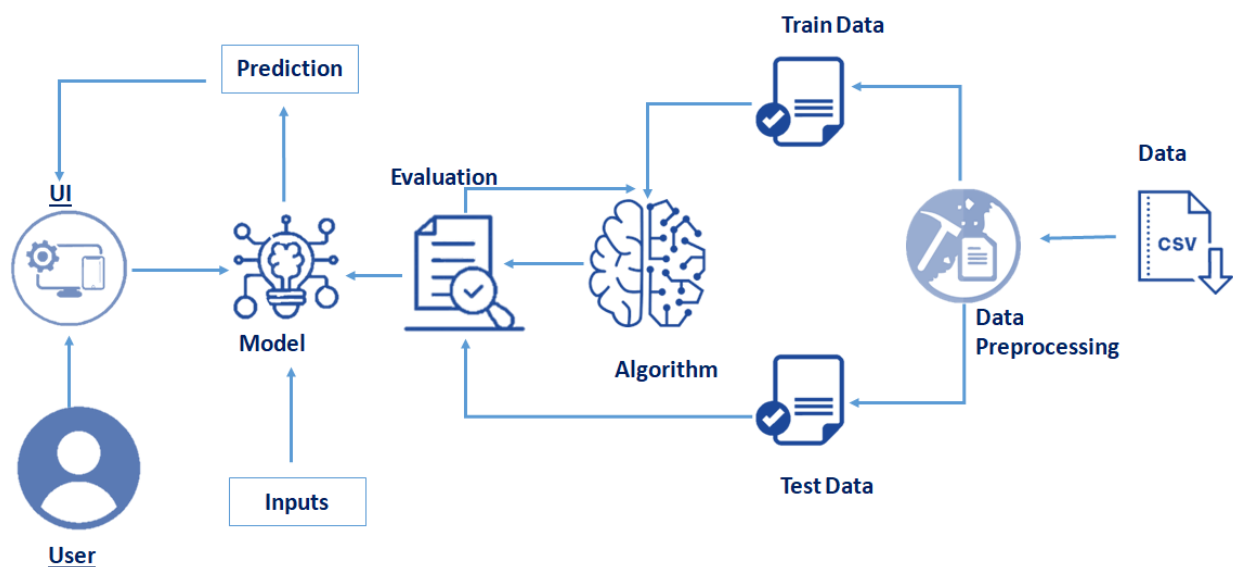 Train Data
Prediction
Data
Evaluation
UI
CSV
Model
Algorithm
Data
Preprocessing
Inputs
Test Data
User